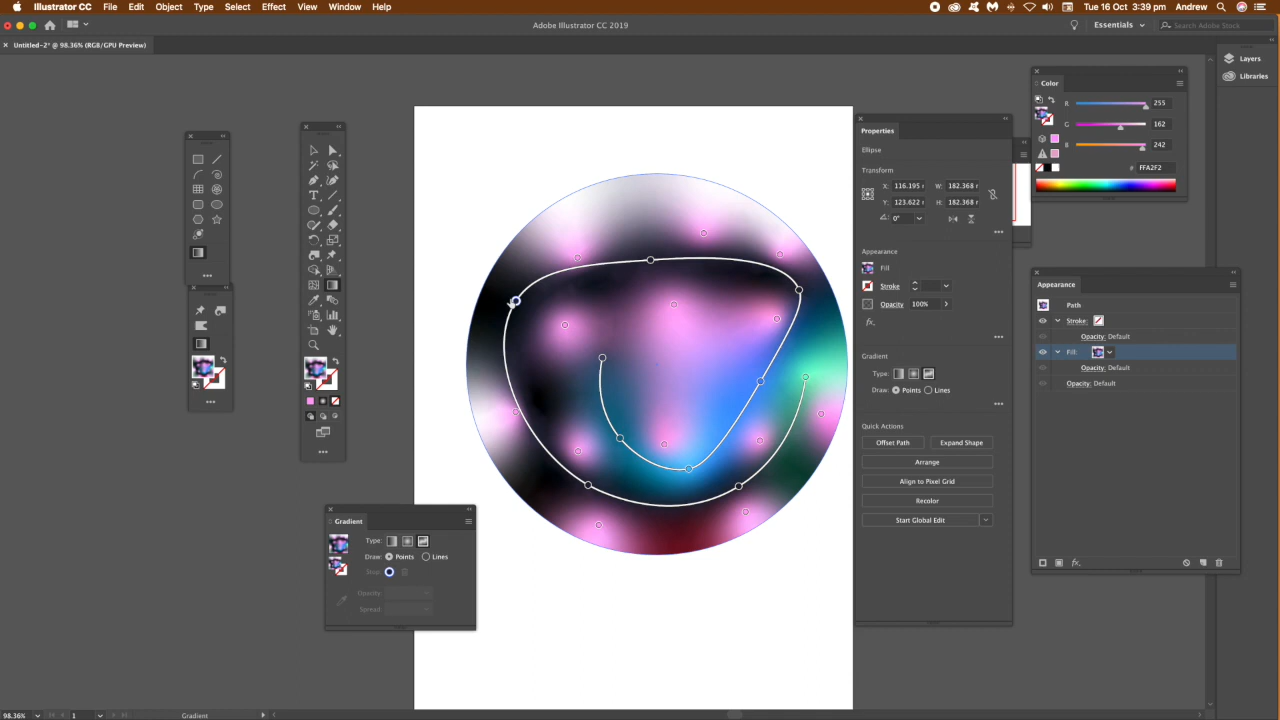 Illustrator CC File Edit Object Type Select Effect View Window Help
Tue 16 Oct 3:39 pm Andrew
Adobe Illustrator CC 2019
Essentials
Search Adobe Stock
Untitled-2* @ 98.36% (RGB/GPU Preview)
Layers
Libraries
Color
R 255
G 162
B 242
# FFA2F2
Properties
Ellipse
Transform
X: 116.195 W: 182.368
Y: 123.622 H: 182.368
0°
Appearance
Fill
Stroke
Opacity 100%
fx.
Gradient
Type:
Draw: Points Lines
Quick Actions
Offset Path Expand Shape
Arrange
Align to Pixel Grid
Recolor
Start Global Edit
Appearance
Path
Stroke:
Opacity: Default
Fill:
Opacity: Default
Opacity: Default
fx.
Gradient
Type:
Draw: Points Lines
Stop:
Opacity:
Spread:
98.36% 1 Gradient